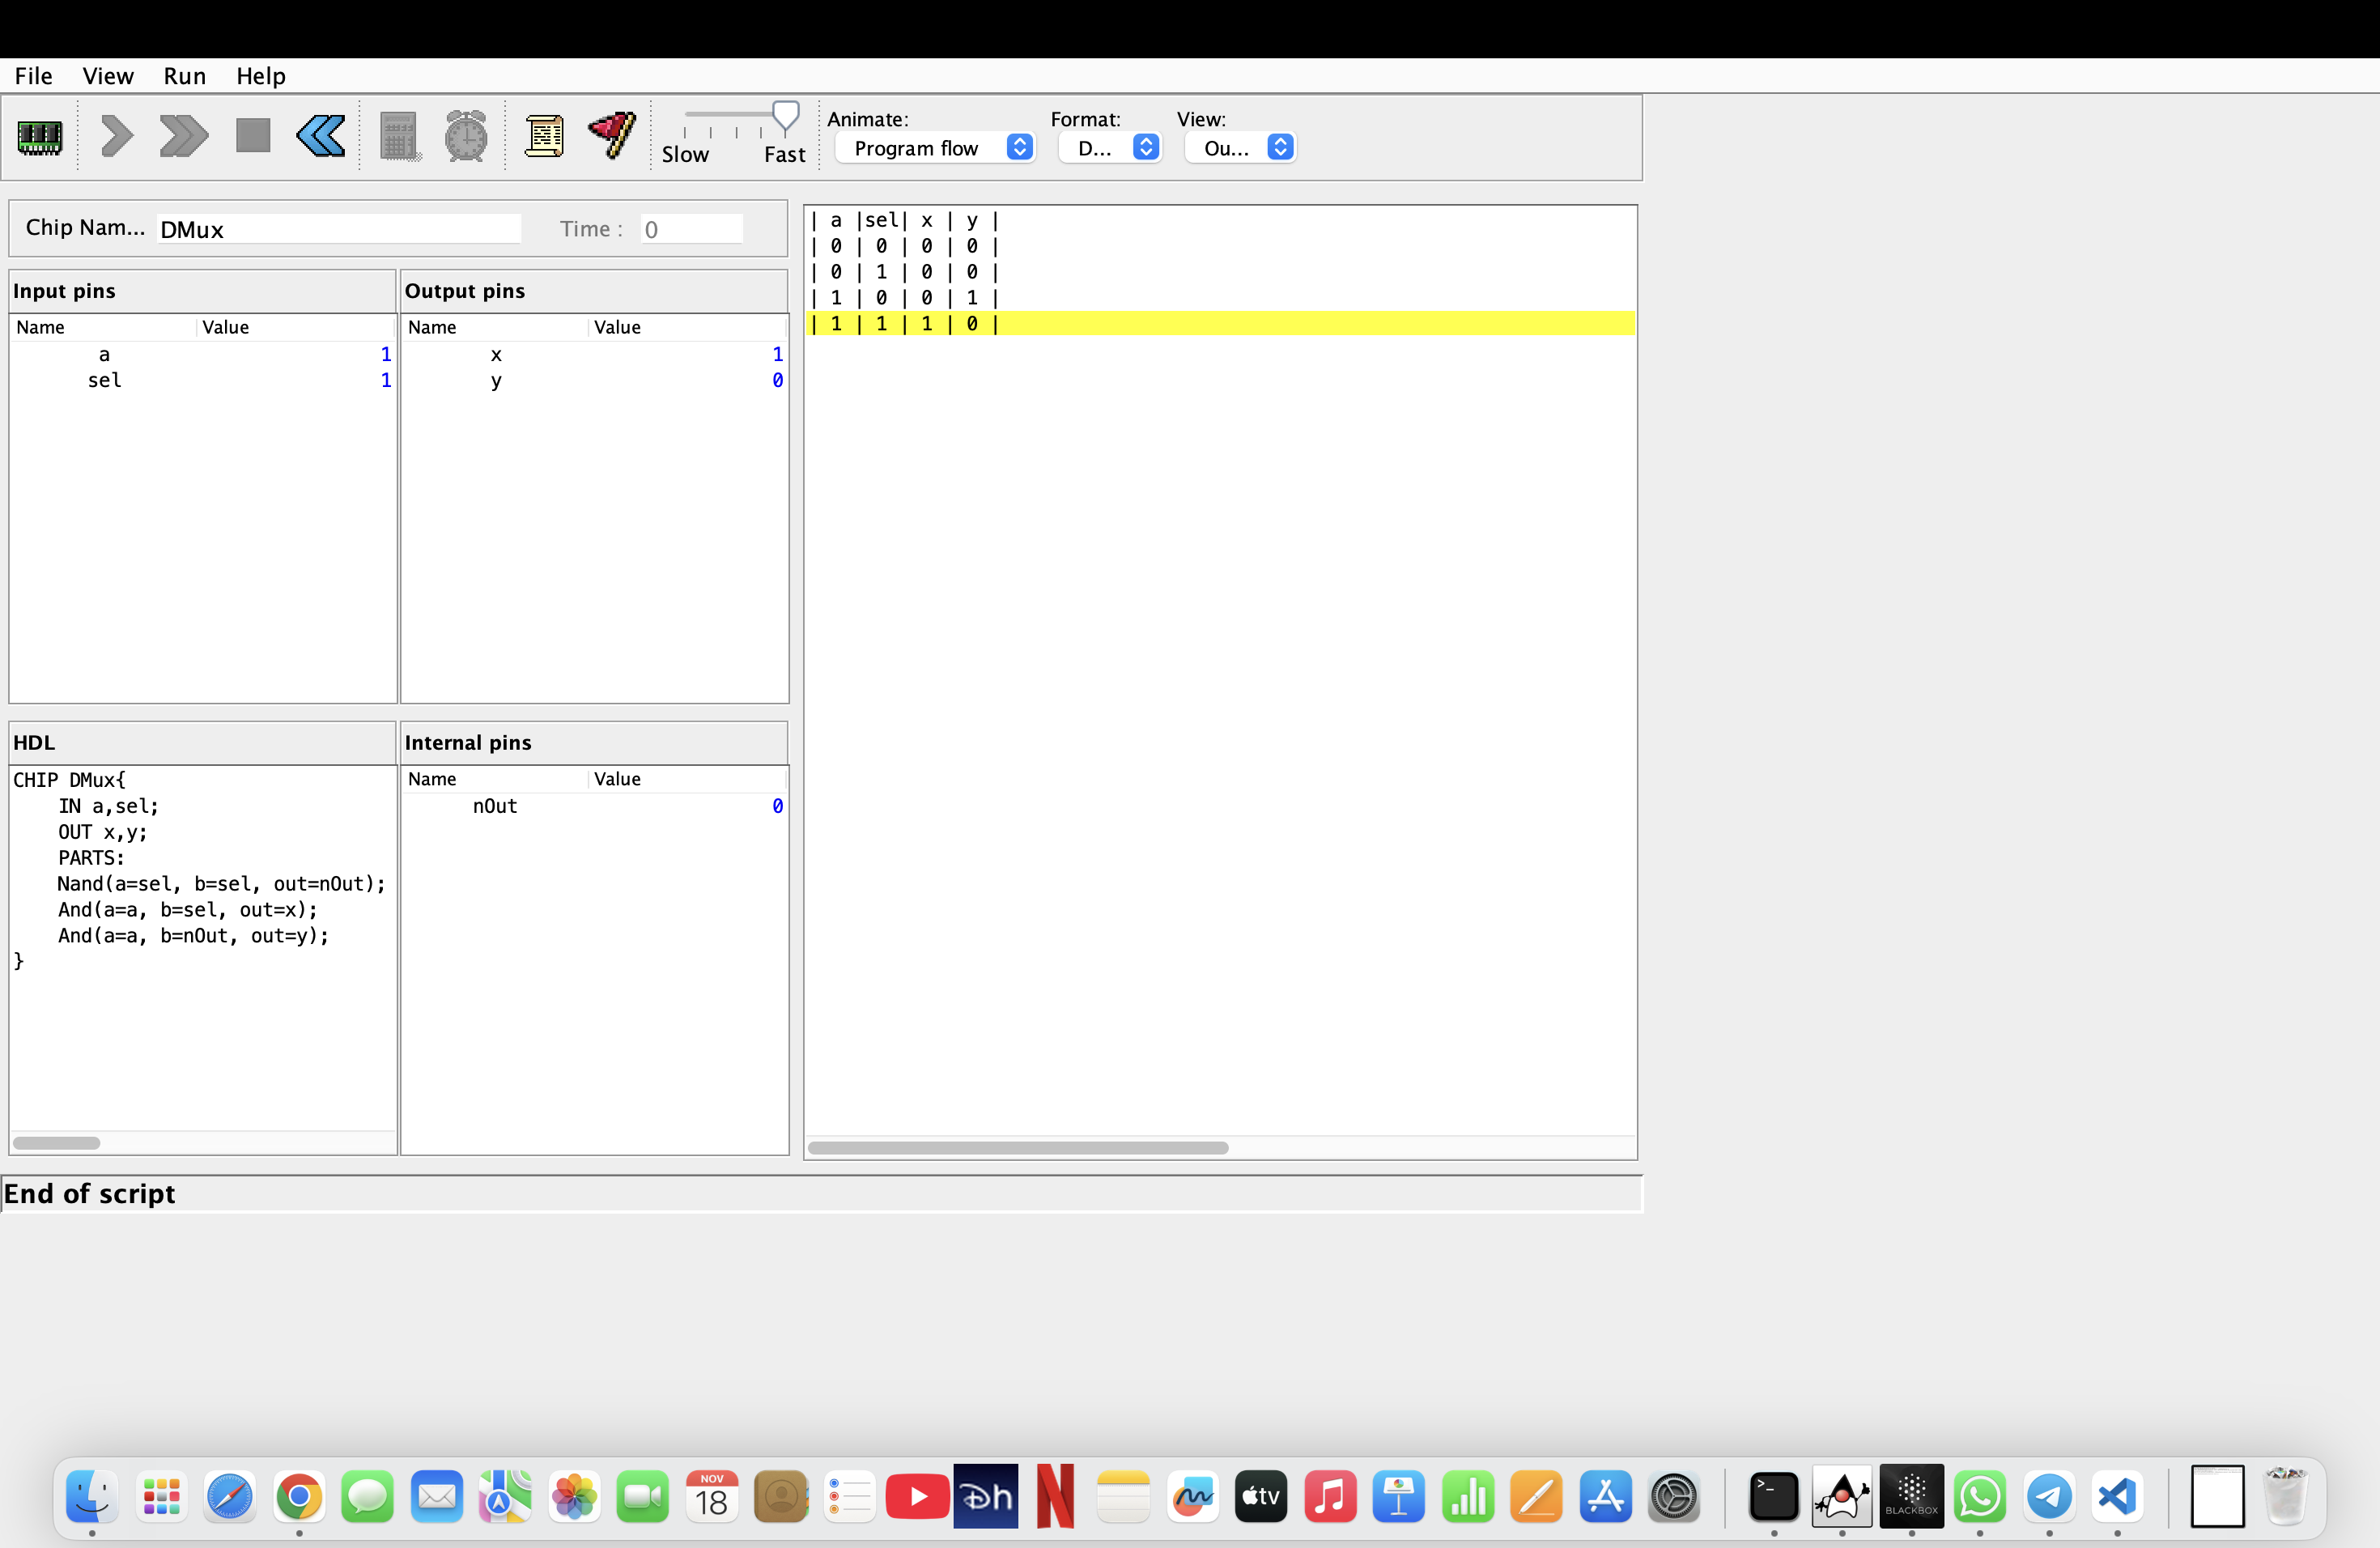 File View Run Help
Animate: Format: View:
Slow Fast Program flow D... Ou...
Chip Nam... DMux Time : 0
Input pins
Name Value
a 1
sel 1
Output pins
Name Value
x 1
y 0
HDL
CHIP DMux{
IN a,sel;
OUT x,y;
PARTS:
Nand(a=sel, b=sel, out=nOut);
And(a=a, b=sel, out=x);
And(a=a, b=nOut, out=y);
}
Internal pins
Name Value
nOut 0
| a |sel| x | y |
| 0 | 0 | 0 | 0 |
| 0 | 1 | 0 | 0 |
| 1 | 0 | 0 | 1 |
| 1 | 1 | 1 | 0 |
End of script
NOV
18
Dh
N
tv
>_
BLACKBOX